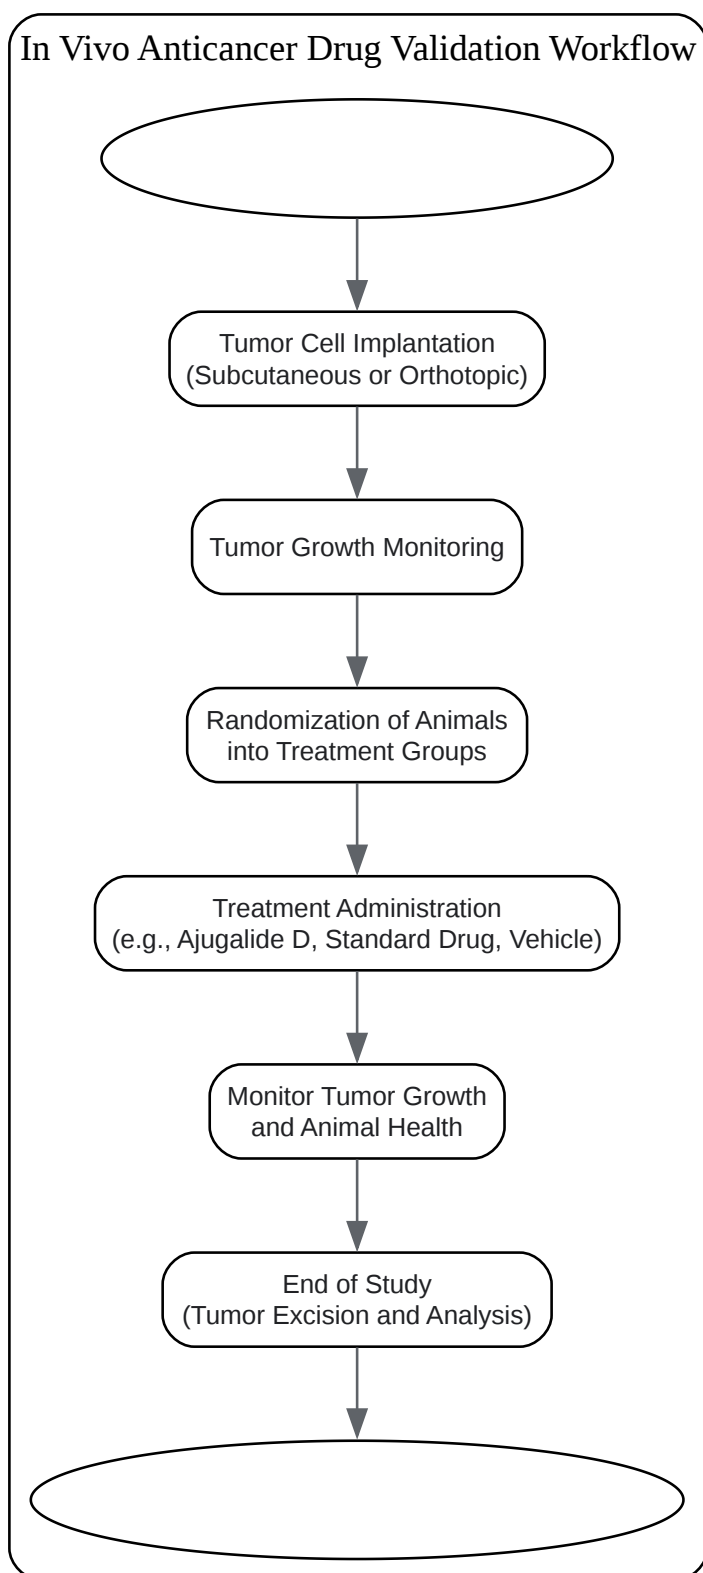 In Vivo Anticancer Drug Validation Workflow
Tumor Cell Implantation
(Subcutaneous or Orthotopic)
Tumor Growth Monitoring
Randomization of Animals
into Treatment Groups
Treatment Administration
(e.g., Ajugalide D, Standard Drug, Vehicle)
Monitor Tumor Growth
and Animal Health
End of Study
(Tumor Excision and Analysis)